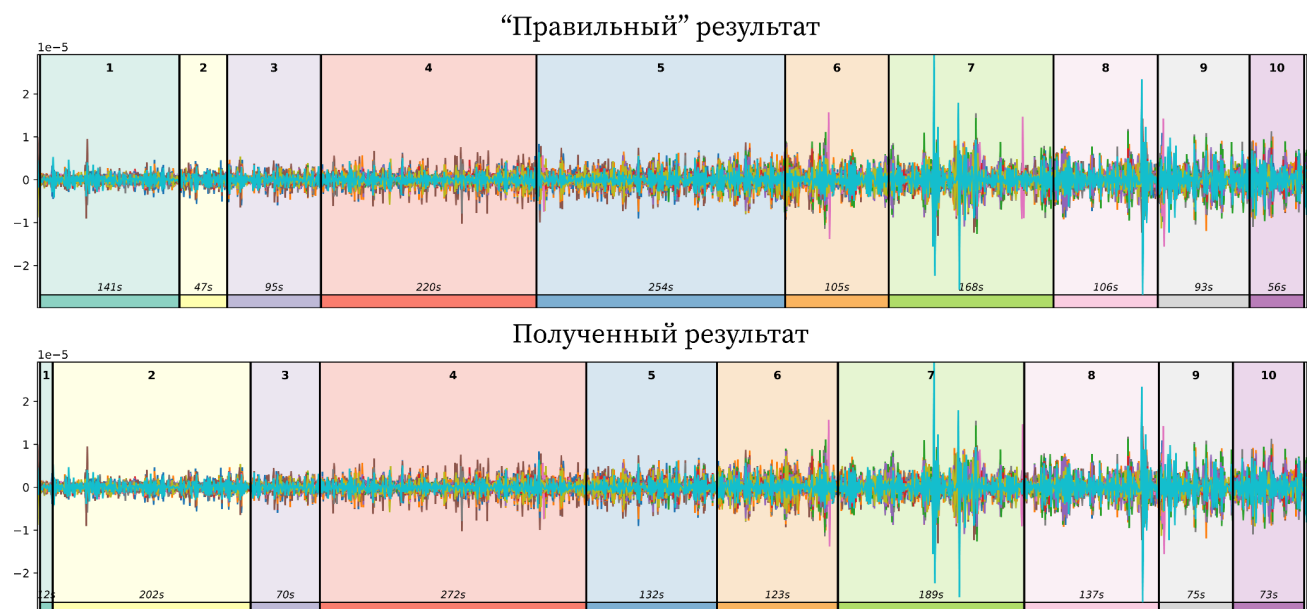 “Правильный” результат
1e−5
1 2 3 4 5 6 7 8 9 10
2
1
0
−1
−2
141s 47s 95s 220s 254s 105s 168s 106s 93s 56s
Полученный результат
1e−5
1 2 3 4 5 6 7 8 9 10
2
1
0
−1
−2
12s 202s 70s 272s 132s 123s 189s 137s 75s 73s